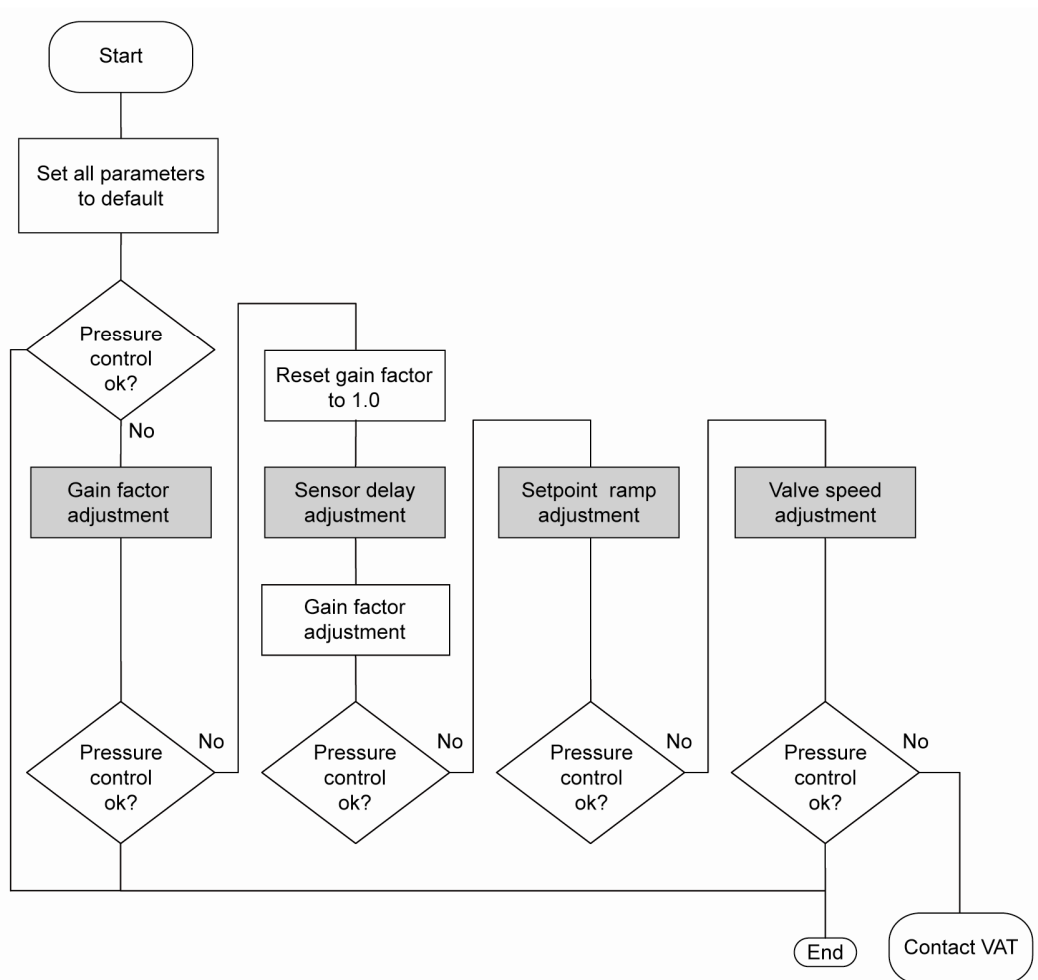 Start
Set all parameters
to default
Pressure
control
ok?
No
Gain factor
adjustment
Pressure
control
ok?
No
Reset gain factor
to 1.0
Sensor delay
adjustment
Gain factor
adjustment
Pressure
control
ok?
No
Setpoint ramp
adjustment
Pressure
control
ok?
No
Valve speed
adjustment
Pressure
control
ok?
No
End
Contact VAT